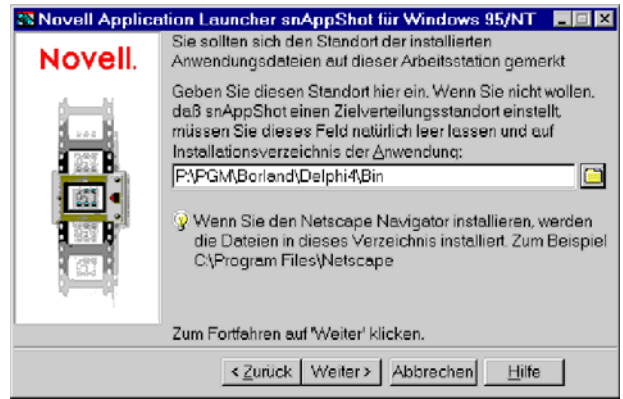 Novell Application Launcher snAppShot für Windows 95/NT
Novell.
Sie sollten sich den Standort der installierten
Anwendungsdateien auf dieser Arbeitsstation gemerkt
Geben Sie diesen Standort hier ein. Wenn Sie nicht wollen,
daß snAppShot einen Zielverteilungsstandort einstellt,
müssen Sie dieses Feld natürlich leer lassen und auf
Installationsverzeichnis der Anwendung:
P:\PGM\Borland\Delphi4\Bin
Wenn Sie den Netscape Navigator installieren, werden
die Dateien in dieses Verzeichnis installiert. Zum Beispiel
C:\Program Files\Netscape
Zum Fortfahren auf 'Weiter' klicken.
< Zurück Weiter > Abbrechen Hilfe